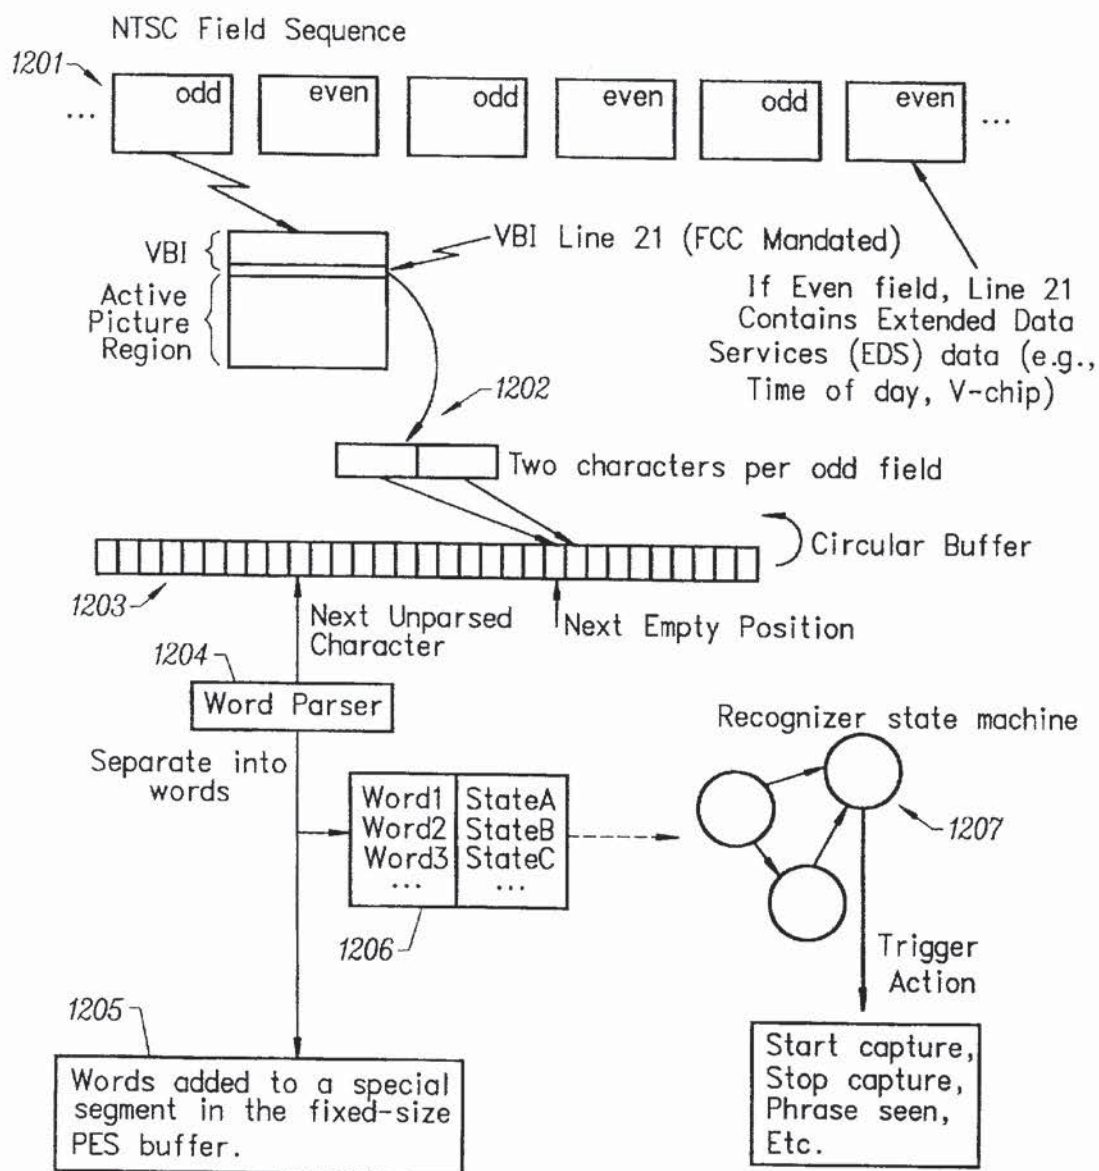 NTSC Field Sequence
1201
... odd even odd even odd even ...
VBI
VBI Line 21 (FCC Mandated)
Active
Picture
Region
If Even field, Line 21
Contains Extended Data
Services (EDS) data (e.g.,
Time of day, V-chip)
1202
Two characters per odd field
Circular Buffer
1203
Next Unparsed
Character
Next Empty Position
1204
Word Parser
Separate into
words
Recognizer state machine
Word1 StateA
Word2 StateB
Word3 StateC
... ...
1206
1207
Trigger
Action
1205
Words added to a special
segment in the fixed-size
PES buffer.
Start capture,
Stop capture,
Phrase seen,
Etc.